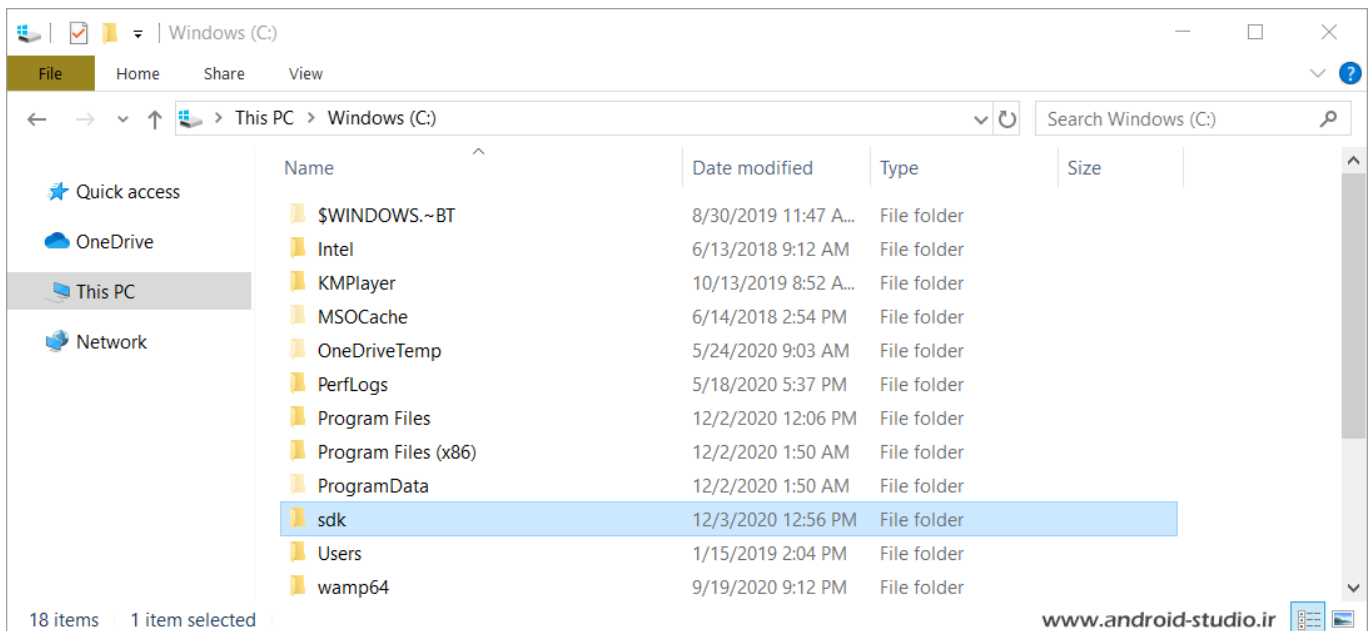 Windows (C:)
File Home Share View
This PC > Windows (C:) Search Windows (C:)
Quick access
OneDrive
This PC
Network
Name Date modified Type Size
$WINDOWS.~BT 8/30/2019 11:47 A... File folder
Intel 6/13/2018 9:12 AM File folder
KMPlayer 10/13/2019 8:52 A... File folder
MSOCache 6/14/2018 2:54 PM File folder
OneDriveTemp 5/24/2020 9:03 AM File folder
PerfLogs 5/18/2020 5:37 PM File folder
Program Files 12/2/2020 12:06 PM File folder
Program Files (x86) 12/2/2020 1:50 AM File folder
ProgramData 12/2/2020 1:50 AM File folder
sdk 12/3/2020 12:56 PM File folder
Users 1/15/2019 2:04 PM File folder
wamp64 9/19/2020 9:12 PM File folder
18 items 1 item selected www.android-studio.ir